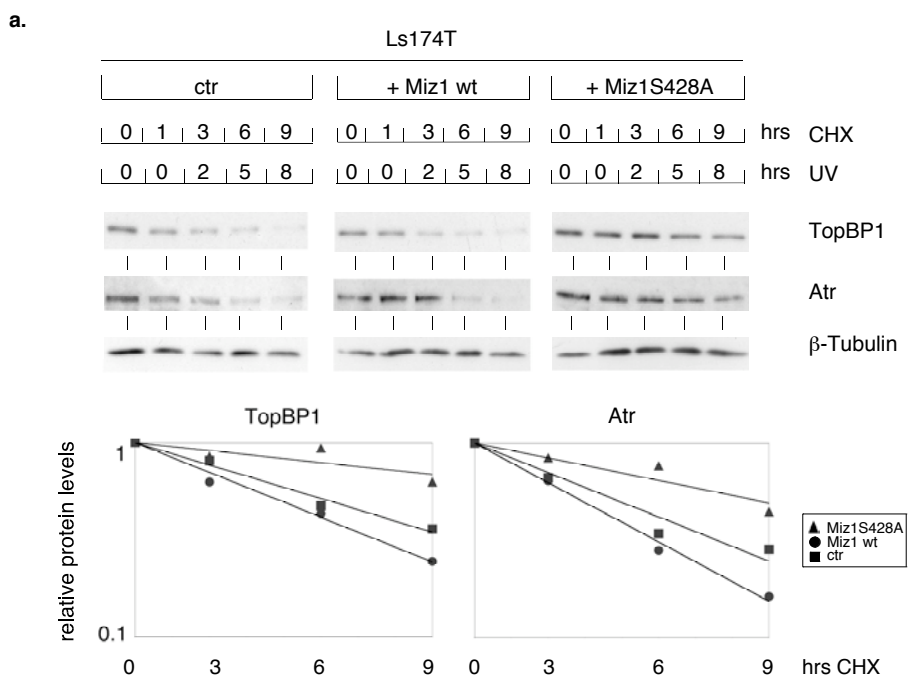 a.
Ls174T
ctr + Miz1 wt + Miz1S428A
0 1 3 6 9 0 1 3 6 9 0 1 3 6 9 hrs CHX
0 0 2 5 8 0 0 2 5 8 0 0 2 5 8 hrs UV
TopBP1
Atr
β-Tubulin
TopBP1 Atr
relative protein levels
1
0.1
Miz1S428A
Miz1 wt
ctr
0 3 6 9 0 3 6 9 hrs CHX